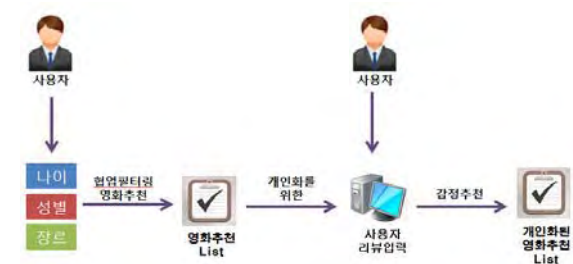 사용자
사용자
나이
성별
장르
협업필터링
영화추천
영화추천
List
개인화를
위한
사용자
리뷰입력
감정추천
개인화된
영화추천
List